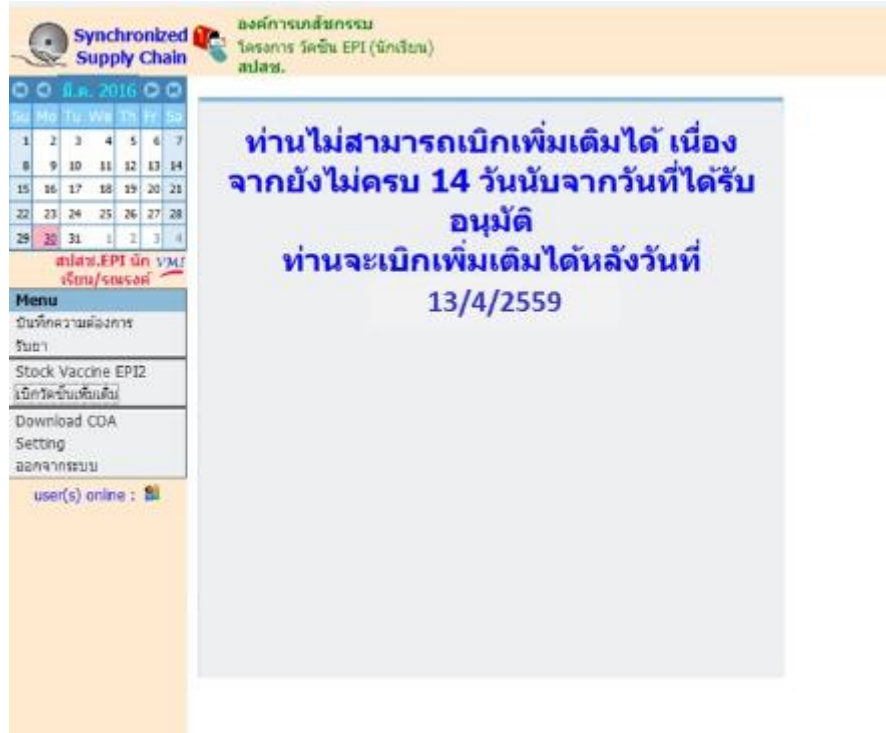 Synchronized
Supply Chain
องค์การเภสัชกรรม
โครงการ วัคซีน EPI (นักเรียน)
สปสช.
มี.ค. 2016
Su Mo Tu We Th Fr Sa
1 2 3 4 5 6 7
8 9 10 11 12 13 14
15 16 17 18 19 20 21
22 23 24 25 26 27 28
29 30 31 1 2 3 4
สปสช.EPI นัก VMI
เรียน/รณรงค์
Menu
บันทึกความต้องการ
รับยา
Stock Vaccine EPI2
เบิกวัคซีนเพิ่มเติม
Download COA
Setting
ออกจากระบบ
user(s) online :
ท่านไม่สามารถเบิกเพิ่มเติมได้ เนื่อง
จากยังไม่ครบ 14 วันนับจากวันที่ได้รับ
อนุมัติ
ท่านจะเบิกเพิ่มเติมได้หลังวันที่
13/4/2559